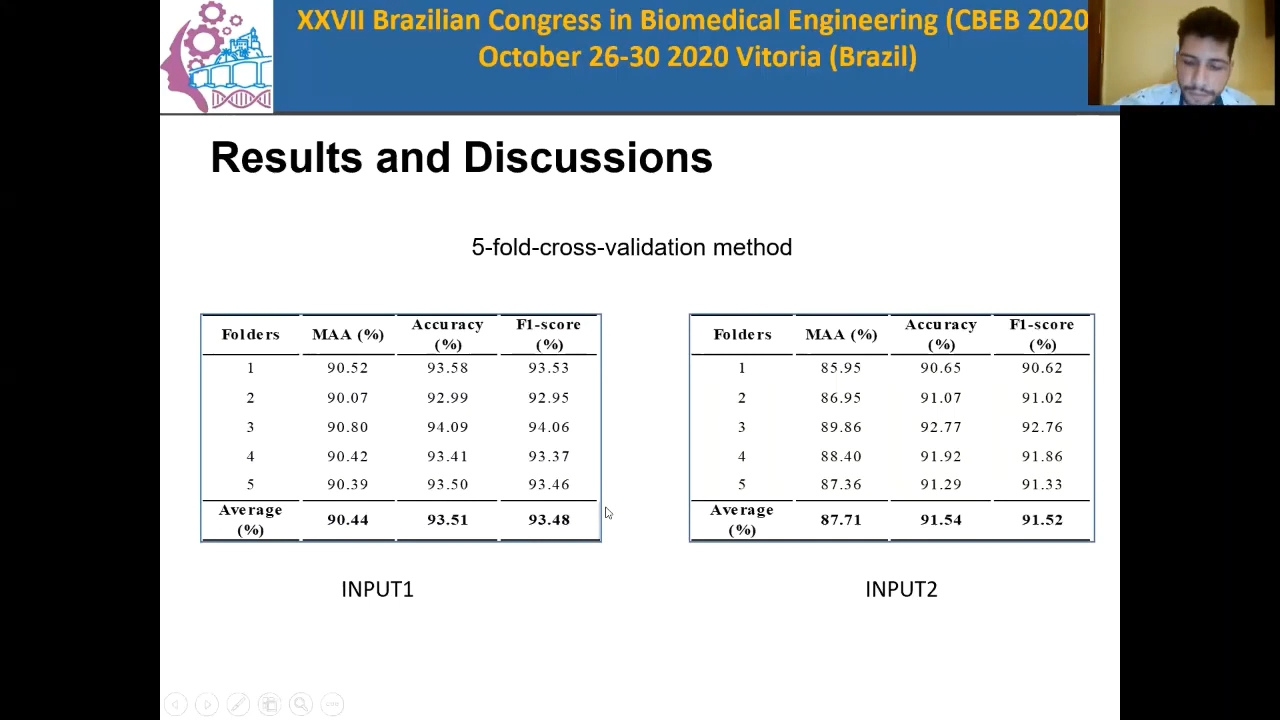 XXVII Brazilian Congress in Biomedical Engineering (CBEB 2020
October 26-30 2020 Vitoria (Brazil)
Results and Discussions
5-fold-cross-validation method
Folders MAA (%) Accuracy (%) F1-score (%)
1 90.52 93.58 93.53
2 90.07 92.99 92.95
3 90.80 94.09 94.06
4 90.42 93.41 93.37
5 90.39 93.50 93.46
Average (%) 90.44 93.51 93.48
INPUT1
Folders MAA (%) Accuracy (%) F1-score (%)
1 85.95 90.65 90.62
2 86.95 91.07 91.02
3 89.86 92.77 92.76
4 88.40 91.92 91.86
5 87.36 91.29 91.33
Average (%) 87.71 91.54 91.52
INPUT2